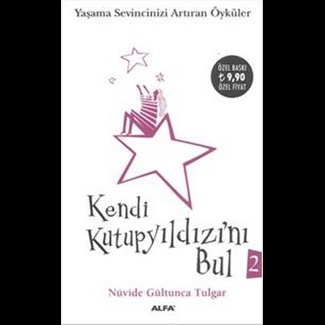 Yaşama Sevincinizi Artıran Öyküler
ÖZEL BASKI
₺ 9,90
ÖZEL FİYAT
Kendi
Kutupyıldızı'nı
Bul 2
Nüvide Gültunca Tulgar
ALFA